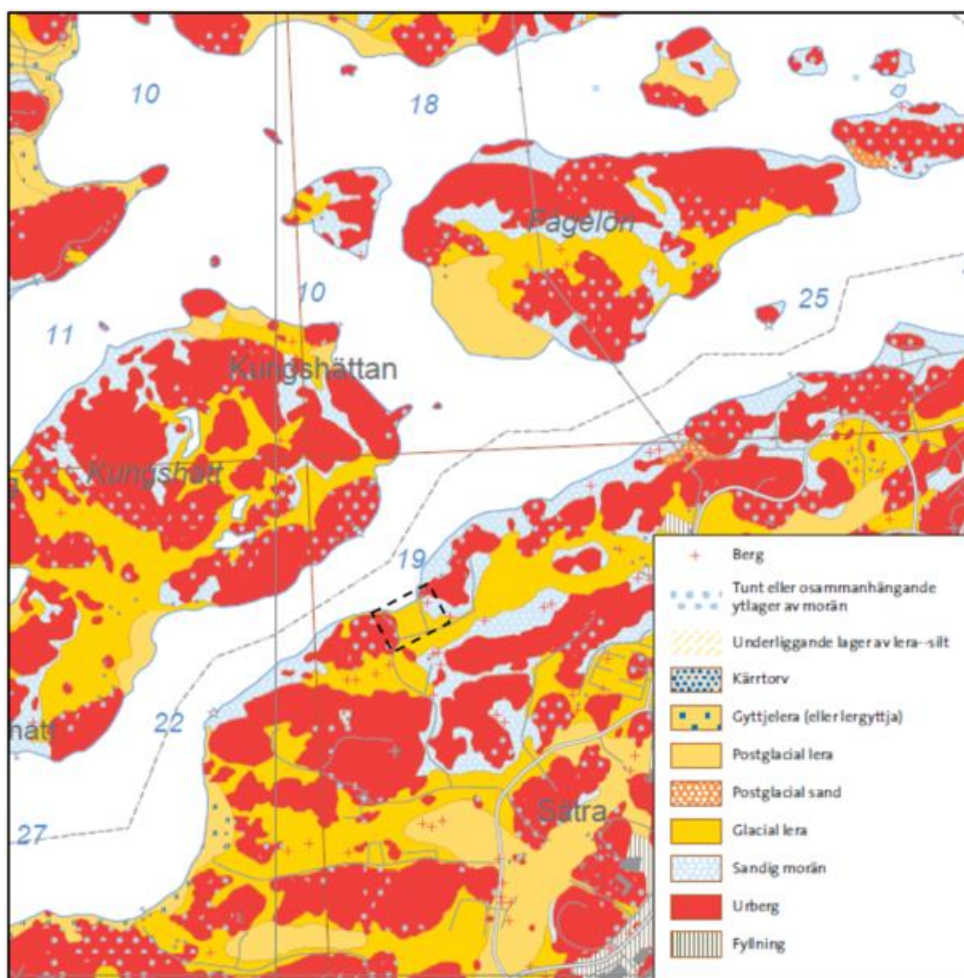 10
18
Fågelön
10
25
11
Kungshättan
Kungshatt
19
22
27
Sätra
Berg
Tunt eller osammanhängande
ytlager av morän
Underliggande lager av lera--silt
Kärrtorv
Gyttjelera (eller lergyttja)
Postglacial lera
Postglacial sand
Glacial lera
Sandig morän
Urberg
Fyllning